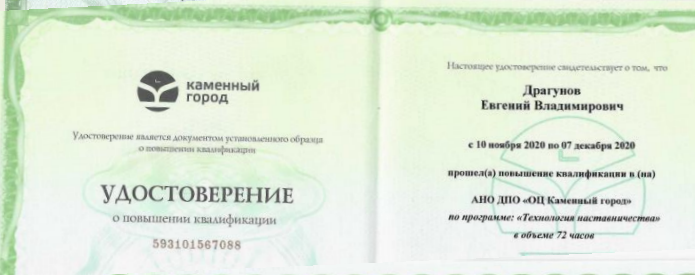 каменный
город
Удостоверение является документом установленного образца
о повышении квалификации
УДОСТОВЕРЕНИЕ
о повышении квалификации
593101567088
Настоящее удостоверение свидетельствует о том, что
Драгунов
Евгений Владимирович
с 10 ноября 2020 по 07 декабря 2020
прошел(а) повышение квалификации в (на)
АНО ДПО «ОЦ Каменный город»
по программе: «Технология наставничества»
в объеме 72 часов